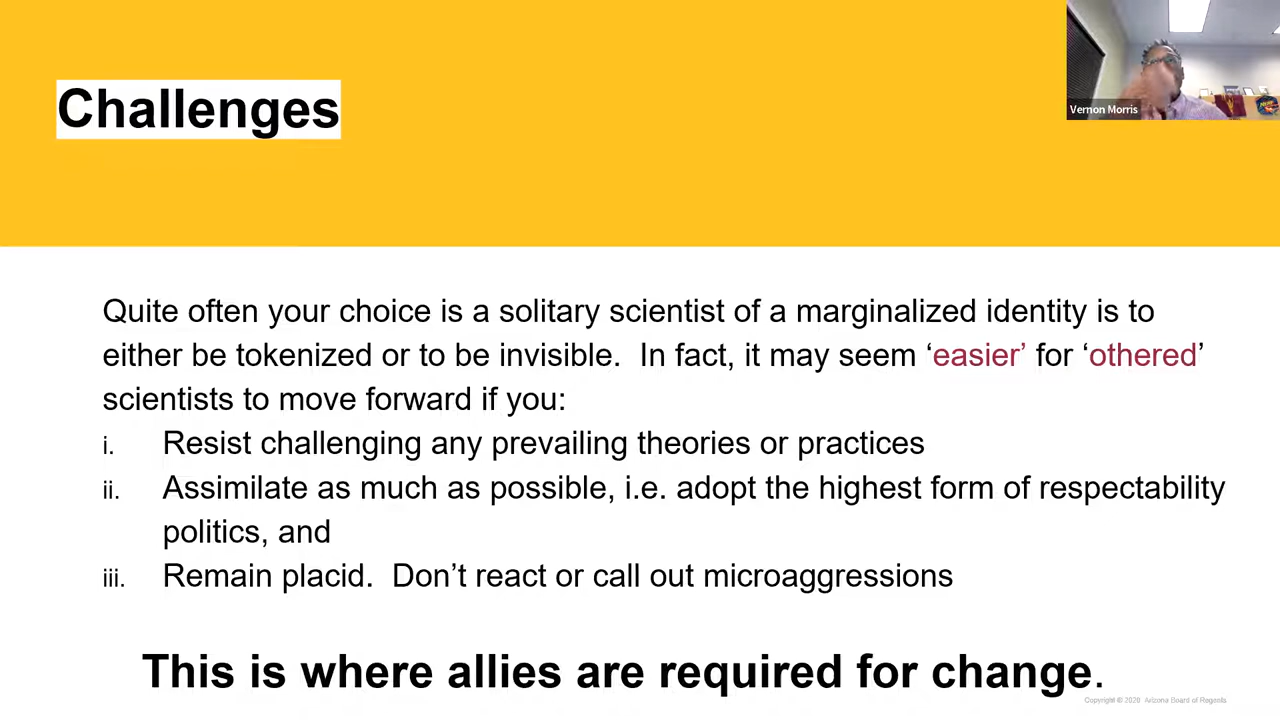 Challenges
Vernon Morris
Quite often your choice is a solitary scientist of a marginalized identity is to
either be tokenized or to be invisible.  In fact, it may seem ‘easier’ for ‘othered’
scientists to move forward if you:
i. Resist challenging any prevailing theories or practices
ii. Assimilate as much as possible, i.e. adopt the highest form of respectability
politics, and
iii. Remain placid.  Don’t react or call out microaggressions
This is where allies are required for change.
Copyright © 2020 Arizona Board of Regents